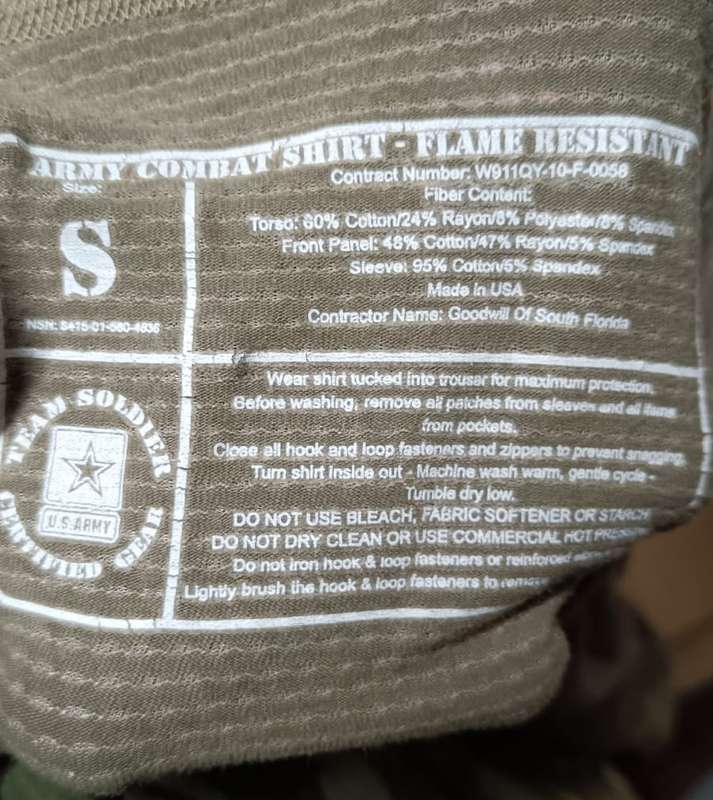 ARMY COMBAT SHIRT - FLAME RESISTANT
Size:
S
NSN: 8415-01-580-4836
Contract Number: W911QY-10-F-0058
Fiber Content:
Torso: 60% Cotton/24% Rayon/8% Polyester/8% Spandex
Front Panel: 48% Cotton/47% Rayon/5% Spandex
Sleeve: 95% Cotton/5% Spandex
Made in USA
Contractor Name: Goodwill Of South Florida
TEAM SOLDIER
U.S.ARMY
CERTIFIED GEAR
Wear shirt tucked into trouser for maximum protection.
Before washing, remove all patches from sleeves and all items
from pockets.
Close all hook and loop fasteners and zippers to prevent snagging.
Turn shirt inside out - Machine wash warm, gentle cycle -
Tumble dry low.
DO NOT USE BLEACH, FABRIC SOFTENER OR STARCH
DO NOT DRY CLEAN OR USE COMMERCIAL HOT PRESS
Do not iron hook & loop fasteners or reinforced
Lightly brush the hook & loop fasteners to